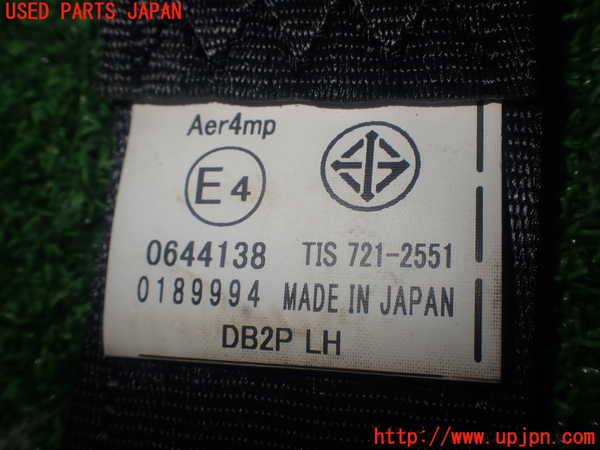 USED PARTS JAPAN
Aer4mp
E4
0644138 TIS 721-2551
0189994 MADE IN JAPAN
DB2P LH
http://www.upjpn.com